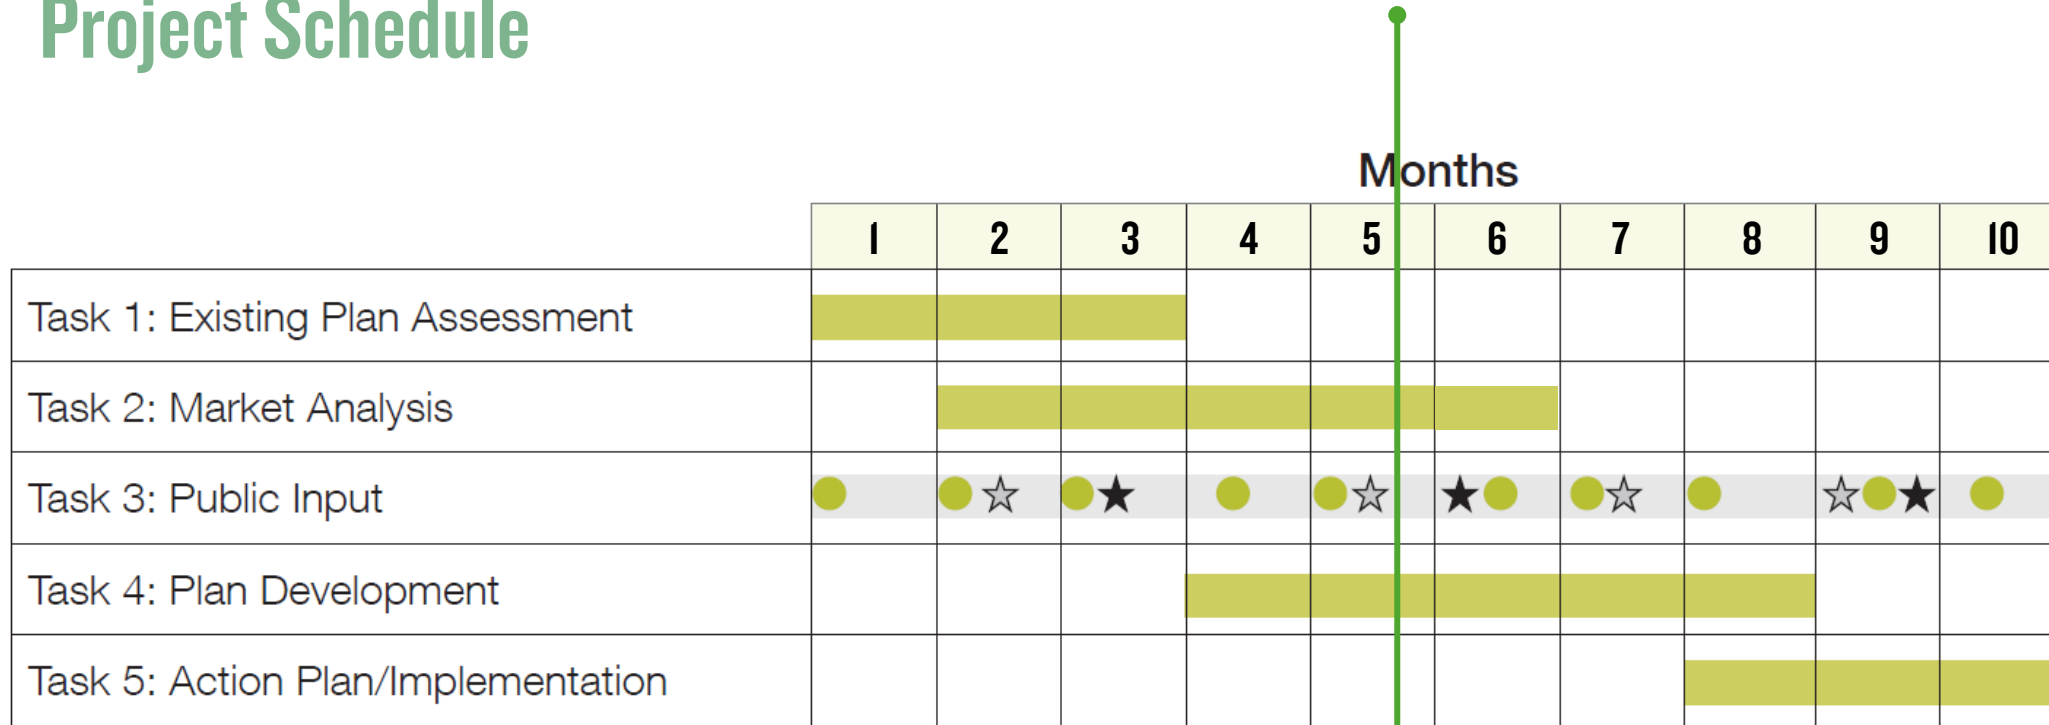 Project Schedule
Months
1 2 3 4 5 6 7 8 9 10
Task 1: Existing Plan Assessment
Task 2: Market Analysis
Task 3: Public Input
Task 4: Plan Development
Task 5: Action Plan/Implementation